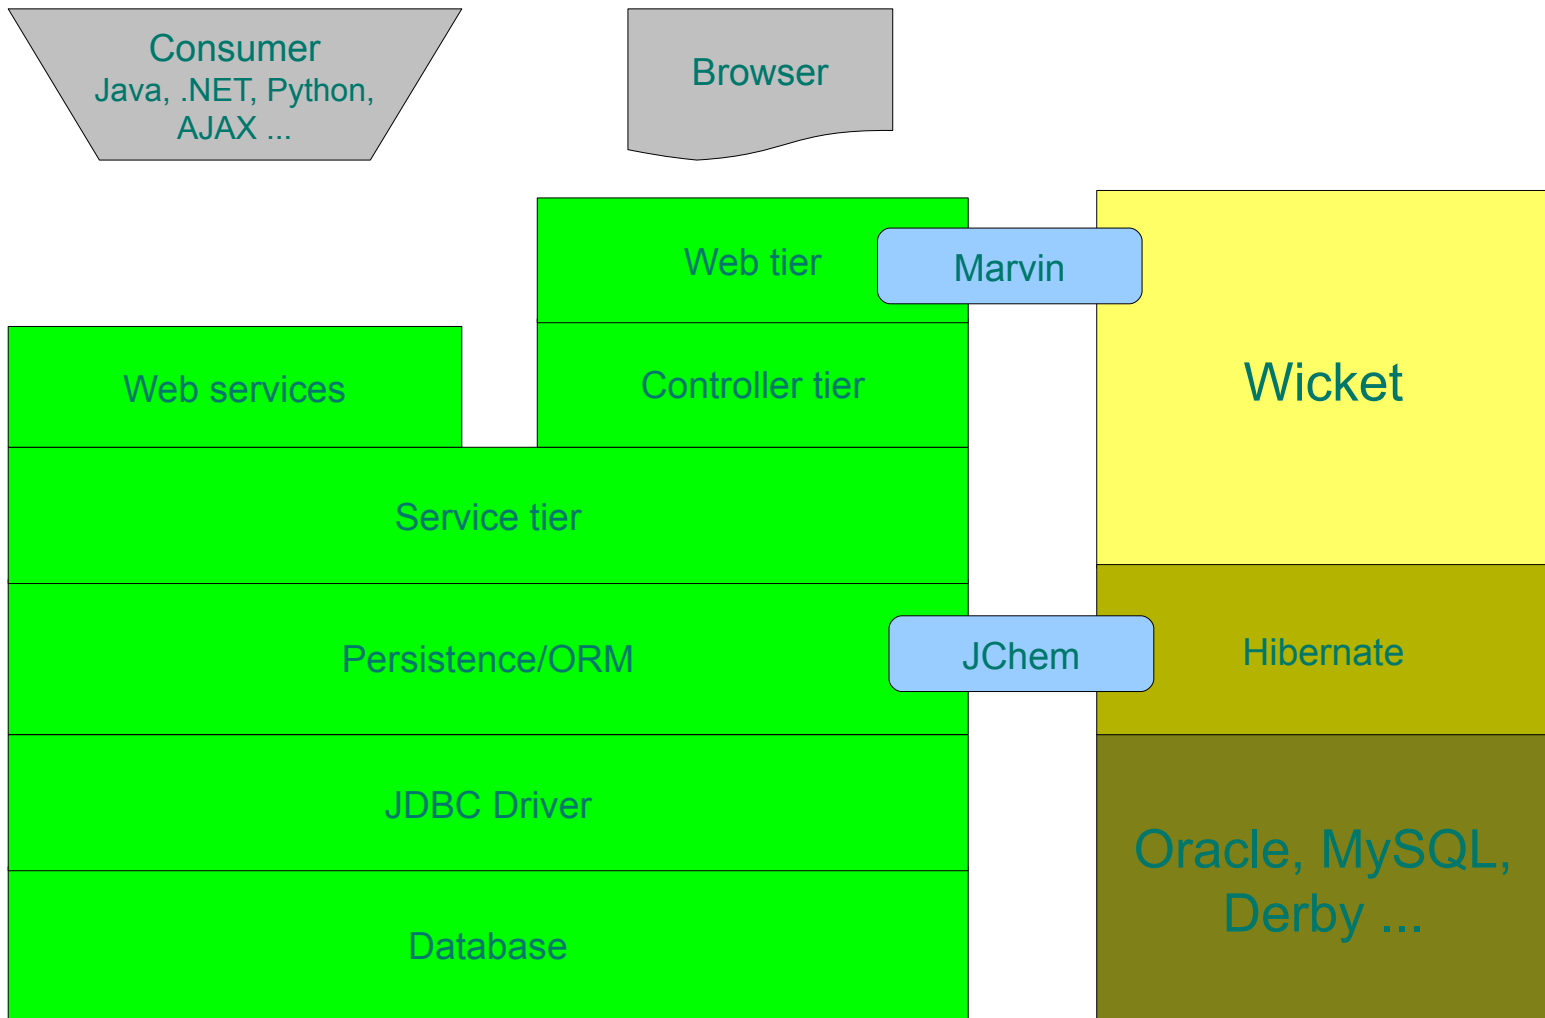 Consumer
Java, .NET, Python,
AJAX ...
Browser
Web tier
Marvin
Web services
Controller tier
Wicket
Service tier
Persistence/ORM
JChem
Hibernate
JDBC Driver
Oracle, MySQL,
Derby ...
Database